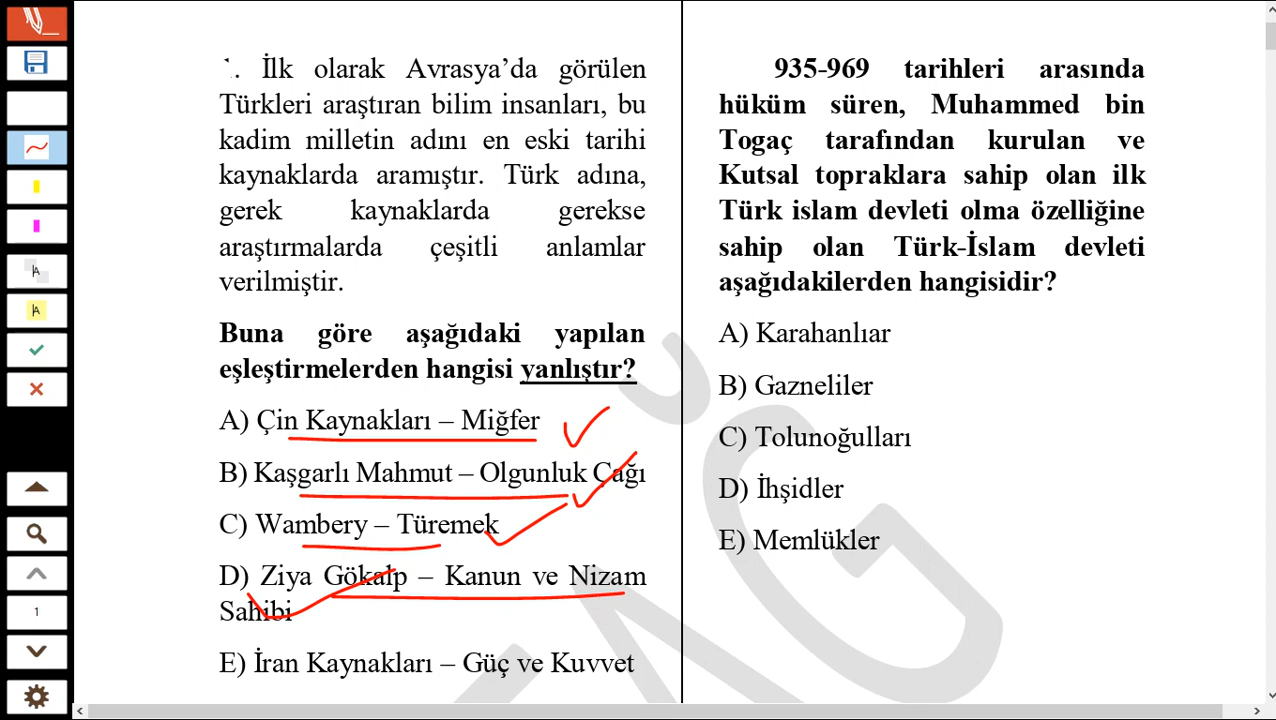 . İlk olarak Avrasya’da görülen
Türkleri araştıran bilim insanları, bu
kadim milletin adını en eski tarihi
kaynaklarda aramıştır. Türk adına,
gerek kaynaklarda gerekse
araştırmalarda çeşitli anlamlar
verilmiştir.
Buna göre aşağıdaki yapılan
eşleştirmelerden hangisi yanlıştır?
A) Çin Kaynakları – Miğfer
B) Kaşgarlı Mahmut – Olgunluk Çağı
C) Wambery – Türemek
D) Ziya Gökalp – Kanun ve Nizam
Sahibi
E) İran Kaynakları – Güç ve Kuvvet
935-969 tarihleri arasında
hüküm süren, Muhammed bin
Togaç tarafından kurulan ve
Kutsal topraklara sahip olan ilk
Türk islam devleti olma özelliğine
sahip olan Türk-İslam devleti
aşağıdakilerden hangisidir?
A) Karahanlıar
B) Gazneliler
C) Tolunoğulları
D) İhşidler
E) Memlükler
1